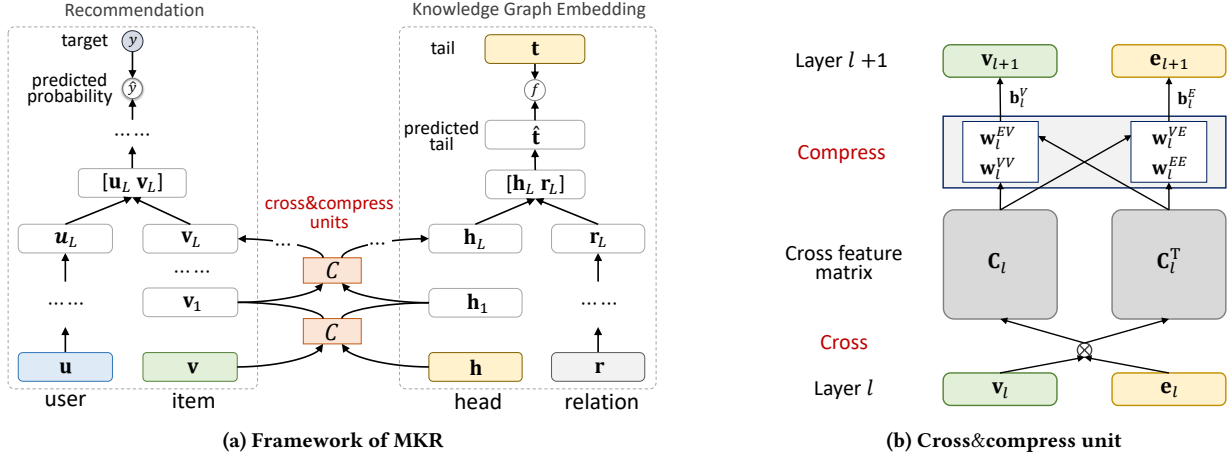 Recommendation
target
y
predicted
probability
ŷ
... ...
[u_L v_L]
u_L
v_L
... ...
... ...
v_1
u
v
user
item
cross&compress
units
...
...
C
C
Knowledge Graph Embedding
tail
t
f
predicted
tail
t̂
[h_L r_L]
h_L
r_L
... ...
h_1
h
r
head
relation
(a) Framework of MKR
Layer l +1
v_{l+1}
e_{l+1}
b_l^V
b_l^E
Compress
w_l^{EV}
w_l^{VV}
w_l^{VE}
w_l^{EE}
Cross feature
matrix
C_l
C_l^T
Cross
⊗
Layer l
v_l
e_l
(b) Cross&compress unit